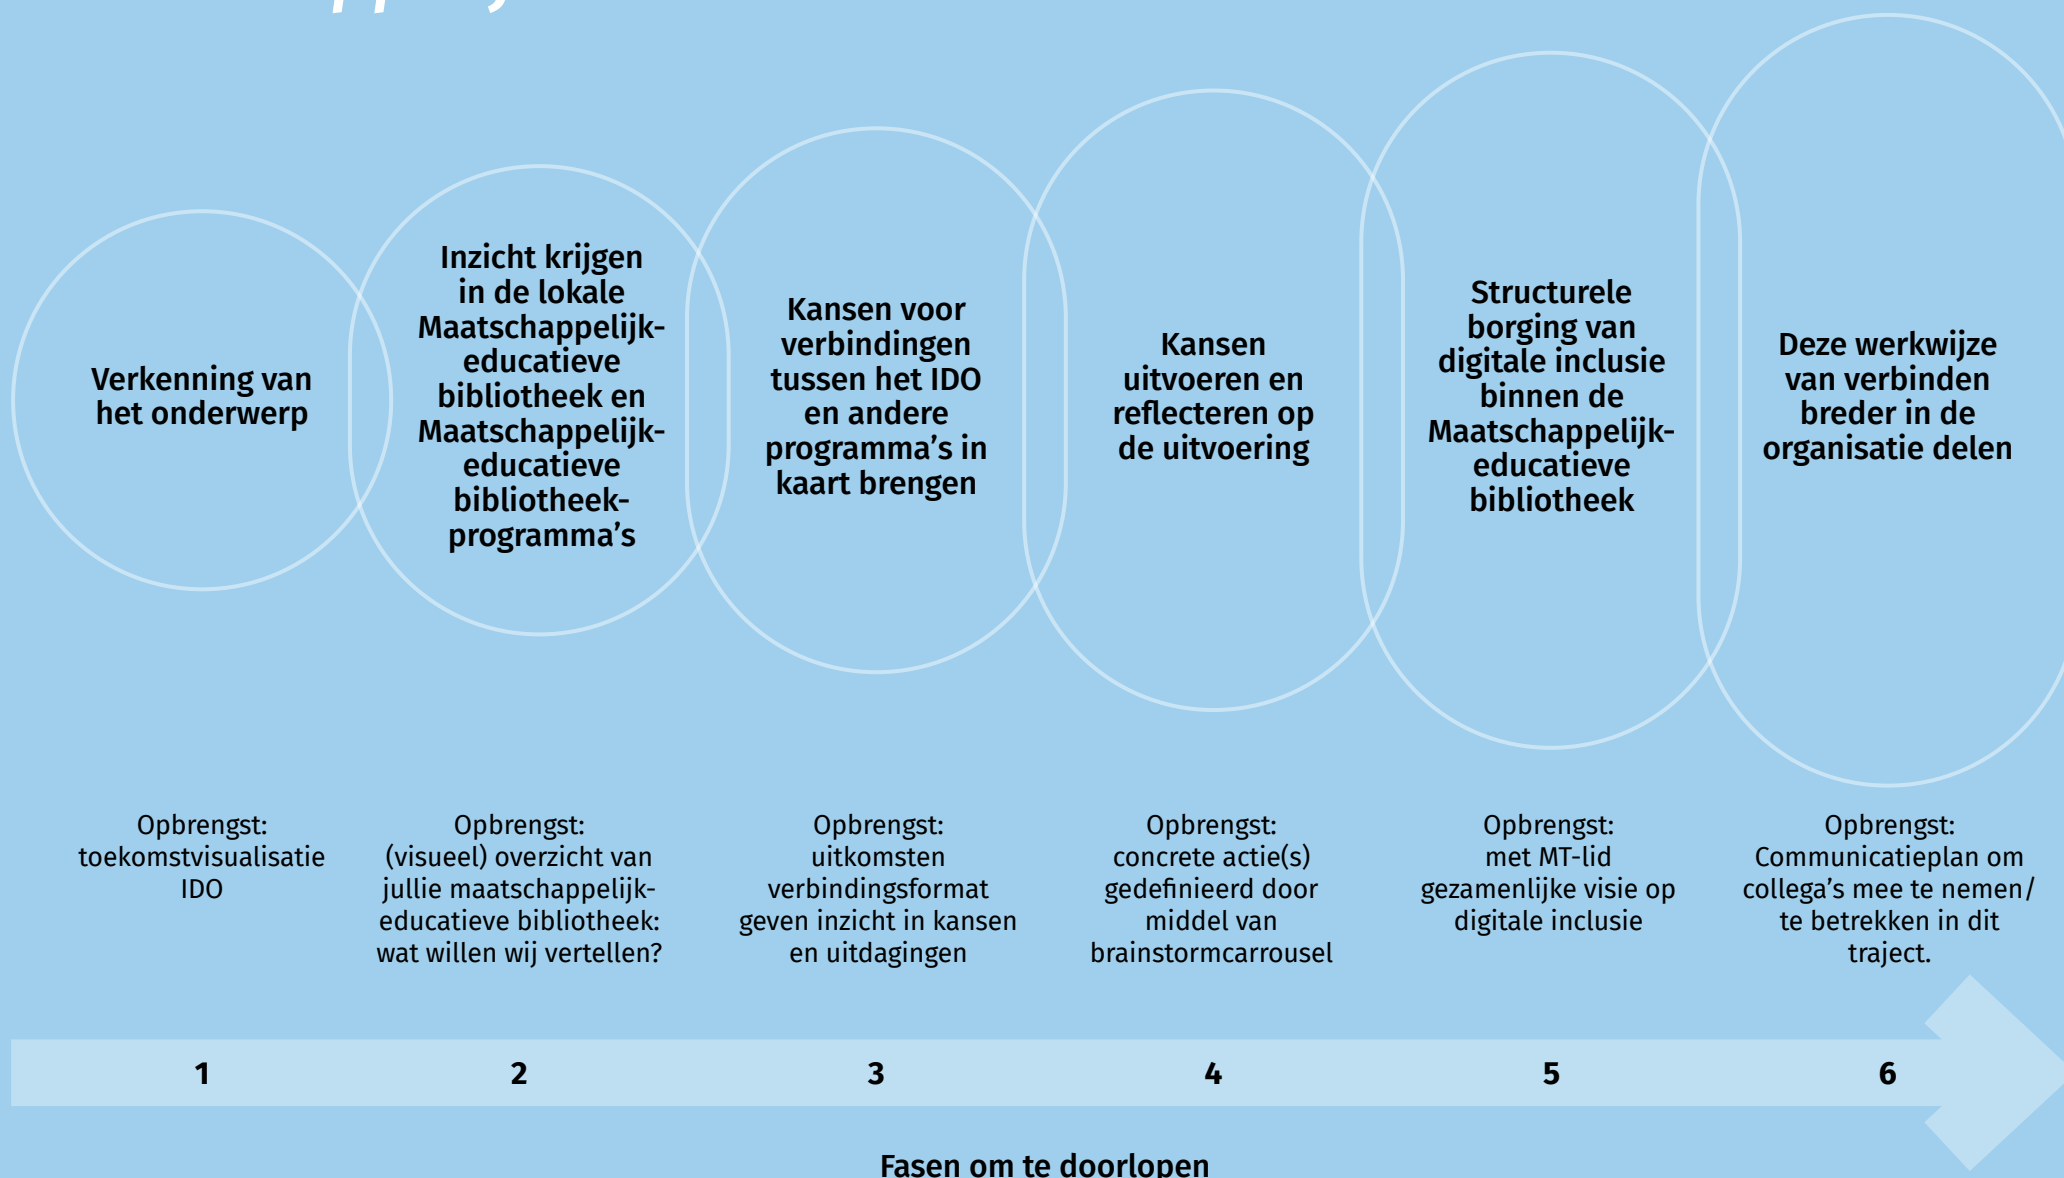 Verkenning van
het onderwerp
Inzicht krijgen
in de lokale
Maatschappelijk-
educatieve
bibliotheek en
Maatschappelijk-
educatieve
bibliotheek-
programma’s
Kansen voor
verbindingen
tussen het IDO
en andere
programma’s in
kaart brengen
Kansen
uitvoeren en
reflecteren op
de uitvoering
Structurele
borging van
digitale inclusie
binnen de
Maatschappelijk-
educatieve
bibliotheek
Deze werkwijze
van verbinden
breder in de
organisatie delen
Opbrengst:
toekomstvisualisatie
IDO
Opbrengst:
(visueel) overzicht van
jullie maatschappelijk-
educatieve bibliotheek:
wat willen wij vertellen?
Opbrengst:
uitkomsten
verbindingsformat
geven inzicht in kansen
en uitdagingen
Opbrengst:
concrete actie(s)
gedefinieerd door
middel van
brainstormcarrousel
Opbrengst:
met MT-lid
gezamenlijke visie op
digitale inclusie
Opbrengst:
Communicatieplan om
collega’s mee te nemen/
te betrekken in dit
traject.
1
2
3
4
5
6
Fasen om te doorlopen